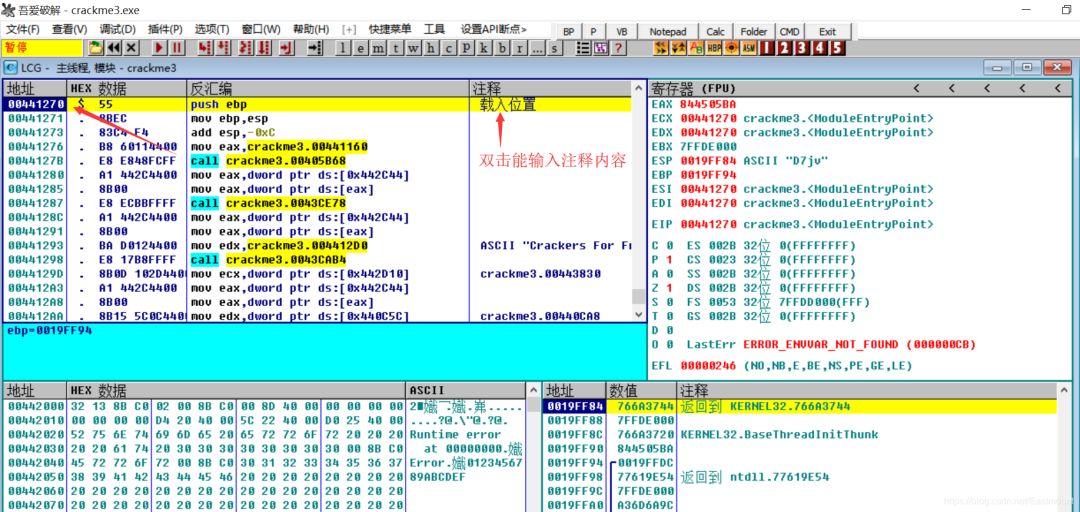 吾爱破解 - crackme3.exe
文件(F) 查看(V) 调试(D) 插件(P) 选项(T) 窗口(W) 帮助(H) [+] 快捷菜单 工具 设置API断点» BP P VB Notepad Calc Folder CMD Exit
暂停 l e m t w h c P k b r ... s 1 2 3 4 5
LCG - 主线程, 模块 - crackme3
地址 HEX 数据 反汇编 注释
00441270 $ 55 push ebp 载入位置
00441271 . 8BEC mov ebp,esp
00441273 . 83C4 F4 add esp,-0xC
00441276 . B8 60114400 mov eax,crackme3.00441160
0044127B . E8 E848FCFF call crackme3.00405B68
00441280 . A1 442C4400 mov eax,dword ptr ds:[0x442C44]
00441285 . 8B00 mov eax,dword ptr ds:[eax]
00441287 . E8 ECBBFFFF call crackme3.0043CE78
0044128C . A1 442C4400 mov eax,dword ptr ds:[0x442C44]
00441291 . 8B00 mov eax,dword ptr ds:[eax]
00441293 . BA D0124400 mov edx,crackme3.004412D0 ASCII "Crackers For Fr
00441298 . E8 17B8FFFF call crackme3.0043CAB4
0044129D . 8B0D 102D440 mov ecx,dword ptr ds:[0x442D10] crackme3.00443830
004412A3 . A1 442C4400 mov eax,dword ptr ds:[0x442C44]
004412A8 . 8B00 mov eax,dword ptr ds:[eax]
004412AA . 8B15 5C0C440 mov edx,dword ptr ds:[0x440C5C] crackme3.00440CA8
双击能输入注释内容
ebp=0019FF94
寄存器 (FPU) < < < < <
EAX 844505BA
ECX 00441270 crackme3.<ModuleEntryPoint>
EDX 00441270 crackme3.<ModuleEntryPoint>
EBX 7FFDE000
ESP 0019FF84 ASCII "D7jv"
EBP 0019FF94
ESI 00441270 crackme3.<ModuleEntryPoint>
EDI 00441270 crackme3.<ModuleEntryPoint>
EIP 00441270 crackme3.<ModuleEntryPoint>
C 0 ES 002B 32位 0(FFFFFFFF)
P 1 CS 0023 32位 0(FFFFFFFF)
A 0 SS 002B 32位 0(FFFFFFFF)
Z 1 DS 002B 32位 0(FFFFFFFF)
S 0 FS 0053 32位 7FFDD000(FFF)
T 0 GS 002B 32位 0(FFFFFFFF)
D 0
O 0 LastErr ERROR_ENVVAR_NOT_FOUND (000000CB)
EFL 00000246 (NO,NB,E,BE,NS,PE,GE,LE)
地址 HEX 数据 ASCII
00442000 32 13 8B C0 02 00 8B C0 00 8D 40 00 00 00 00 00
00442010 00 00 00 00 D4 20 40 00 5C 22 40 00 D0 25 40 00 ....?@.\"@.?@.
00442020 52 75 6E 74 69 6D 65 20 65 72 72 6F 72 20 20 20 Runtime error
00442030 20 20 61 74 20 30 30 30 30 30 30 30 30 00 8B C0 at 00000000.
00442040 45 72 72 6F 72 00 8B C0 30 31 32 33 34 35 36 37 Error. 01234567
00442050 38 39 41 42 43 44 45 46 20 20 20 20 20 20 20 20 89ABCDEF
00442060 20 20 20 20 20 20 20 20 20 20 20 20 20 20 20 20
00442070 20 20 20 20 20 20 20 20 20 20 20 20 20 20 20 20
地址 数值 注释
0019FF84 766A3744 返回到 KERNEL32.766A3744
0019FF88 7FFDE000
0019FF8C 766A3720 KERNEL32.BaseThreadInitThunk
0019FF90 844505BA
0019FF94 0019FFDC
0019FF98 77619E54 返回到 ntdll.77619E54
0019FF9C 7FFDE000
0019FFA0 A36D6A9C